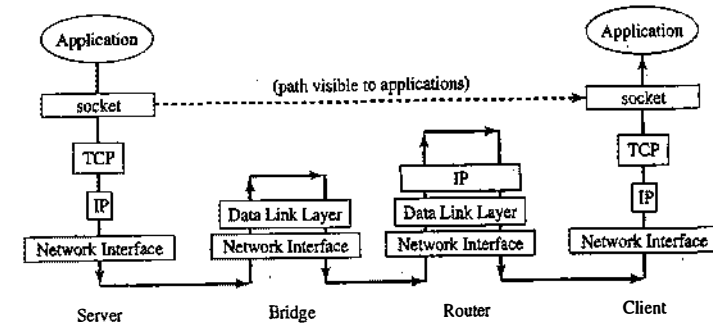 Application
Application
(path visible to applications)
socket
socket
TCP
TCP
IP
IP
IP
Data Link Layer
Data Link Layer
Network Interface
Network Interface
Network Interface
Network Interface
Server
Bridge
Router
Client